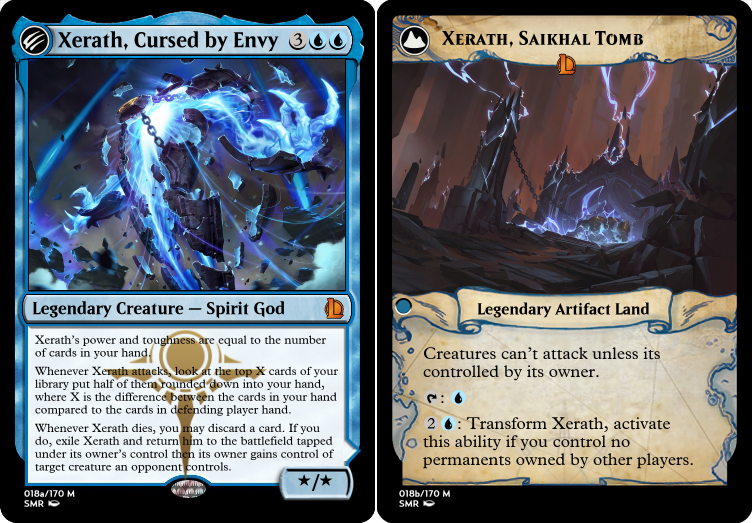 Xerath, Cursed by Envy 3
Legendary Creature — Spirit God
Xerath's power and toughness are equal to the number
of cards in your hand.
Whenever Xerath attacks, look at the top X cards of your
library put half of them rounded down into your hand,
where X is the difference between the cards in your hand
compared to the cards in defending player hand.
Whenever Xerath dies, you may discard a card. If you
do, exile Xerath and return him to the battlefield tapped
under its owner's control then its owner gains control of
target creature an opponent controls.
★/★
018a/170 M
SMR
Xerath, Saikhal Tomb
Legendary Artifact Land
Creatures can't attack unless its
controlled by its owner.
:
2 : Transform Xerath, activate
this ability if you control no
permanents owned by other players.
018b/170 M
SMR